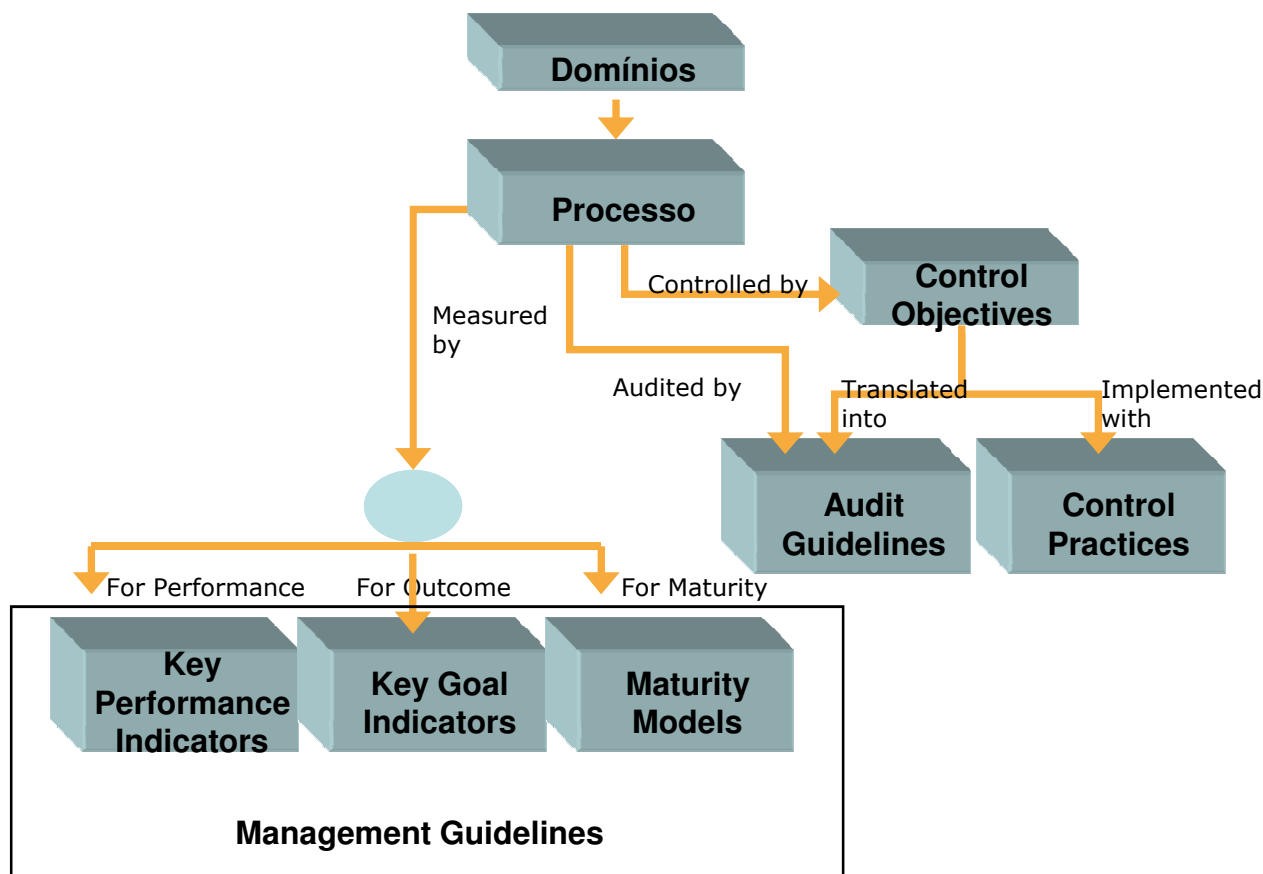 Domínios
Processo
Controlled by
Control
Objectives
Measured
by
Audited by
Translated
into
Implemented
with
Audit
Guidelines
Control
Practices
For Performance
For Outcome
For Maturity
Key
Performance
Indicators
Key Goal
Indicators
Maturity
Models
Management Guidelines